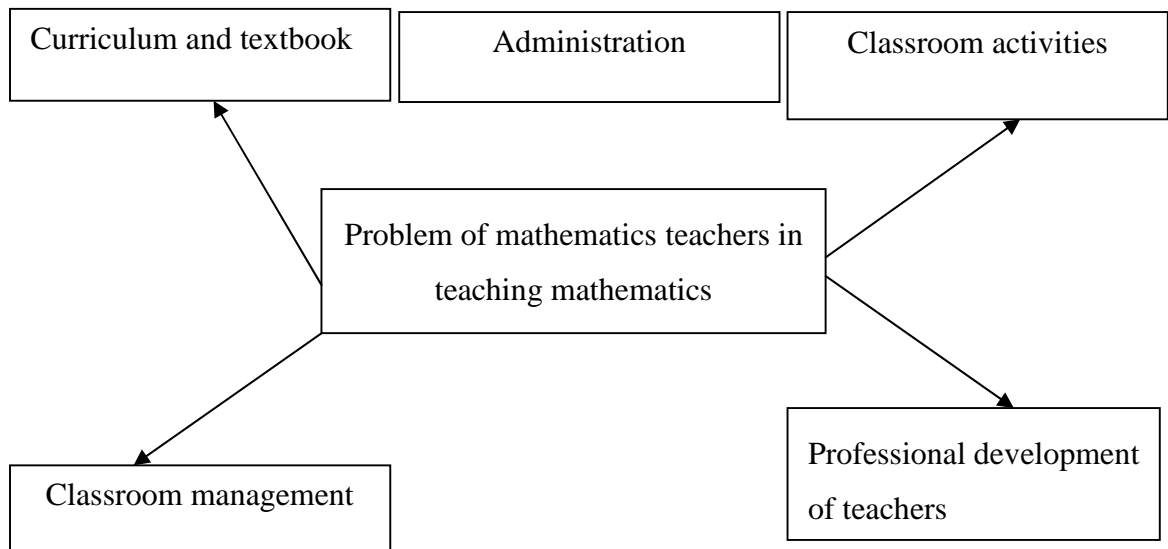 Curriculum and textbook
Administration
Classroom activities
Problem of mathematics teachers in
teaching mathematics
Classroom management
Professional development
of teachers